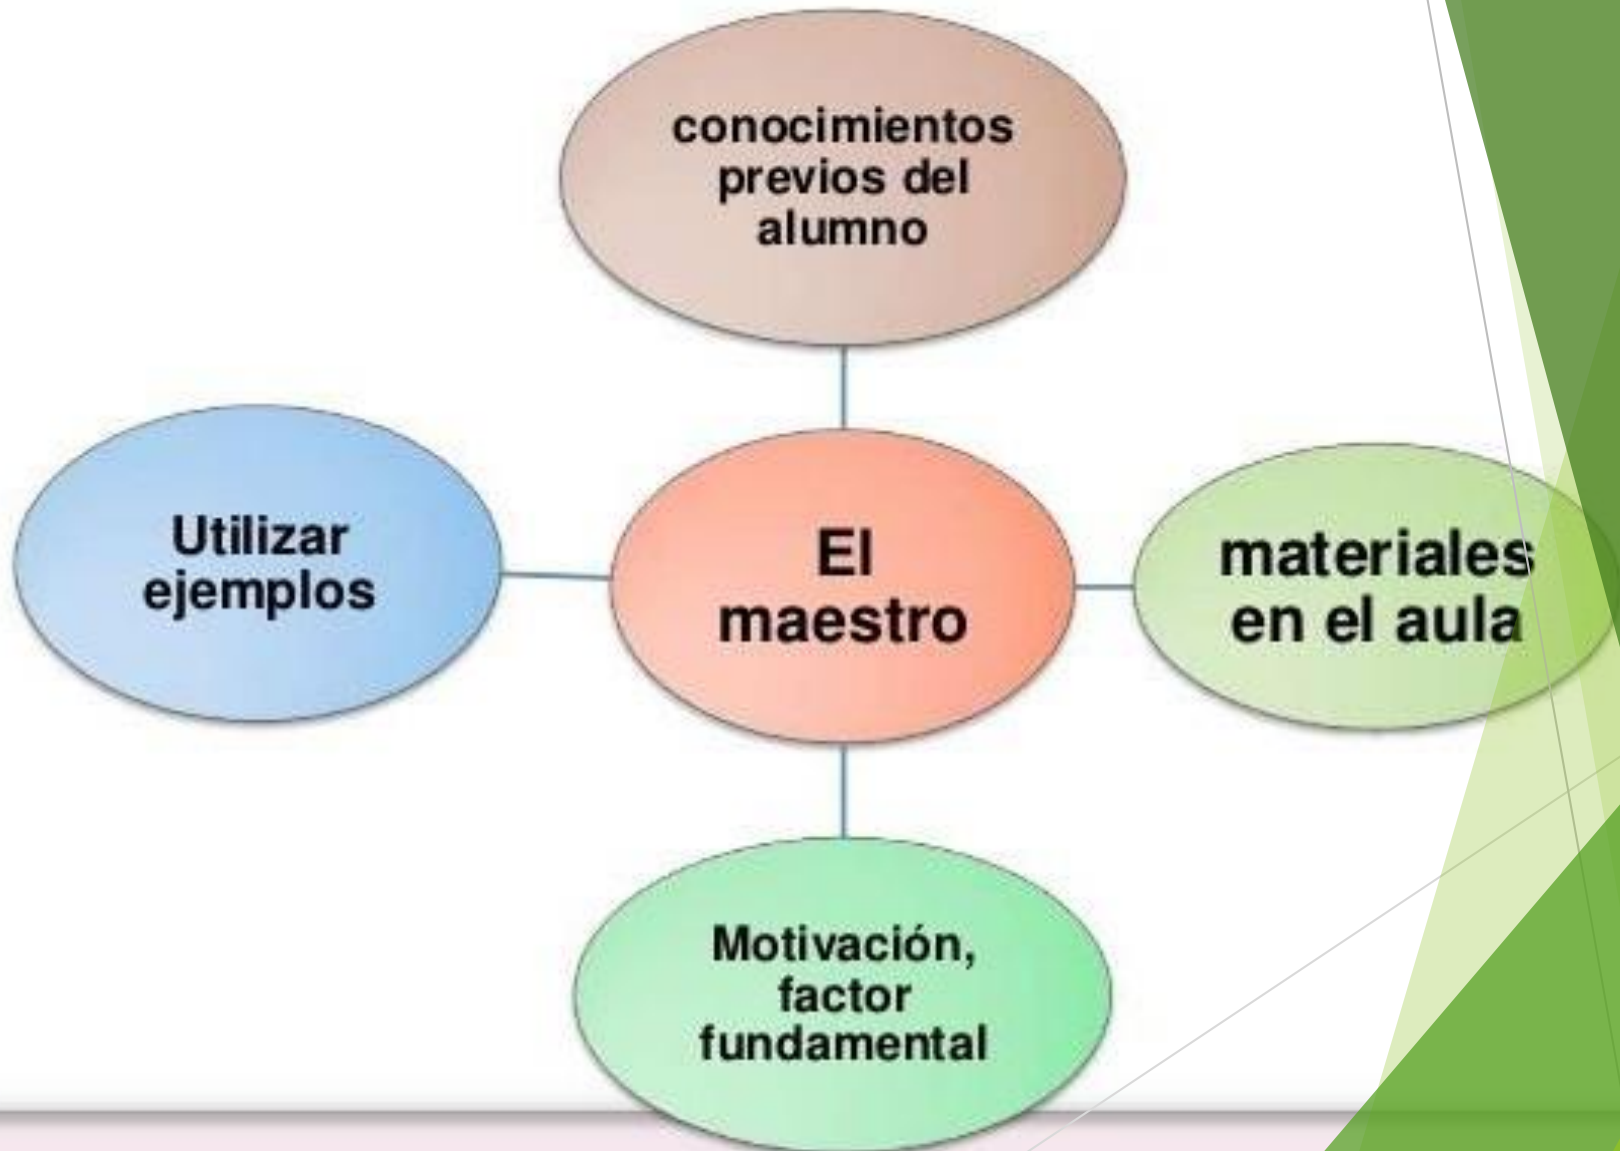 conocimientos
previos del
alumno
Utilizar
ejemplos
El
maestro
materiales
en el aula
Motivación,
factor
fundamental